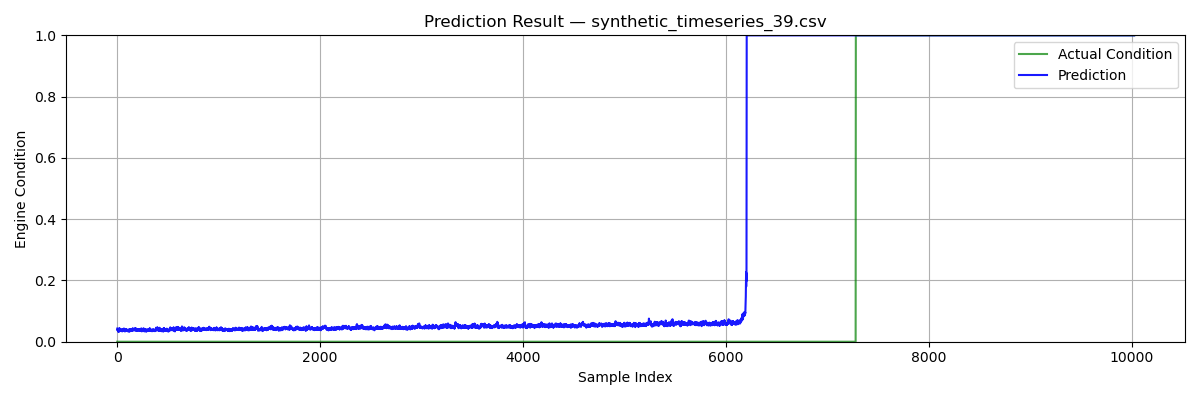 Prediction Result — synthetic_timeseries_39.csv
1.0
0.8
0.6
0.4
0.2
0.0
Engine Condition
Actual Condition
Prediction
0 2000 4000 6000 8000 10000
Sample Index